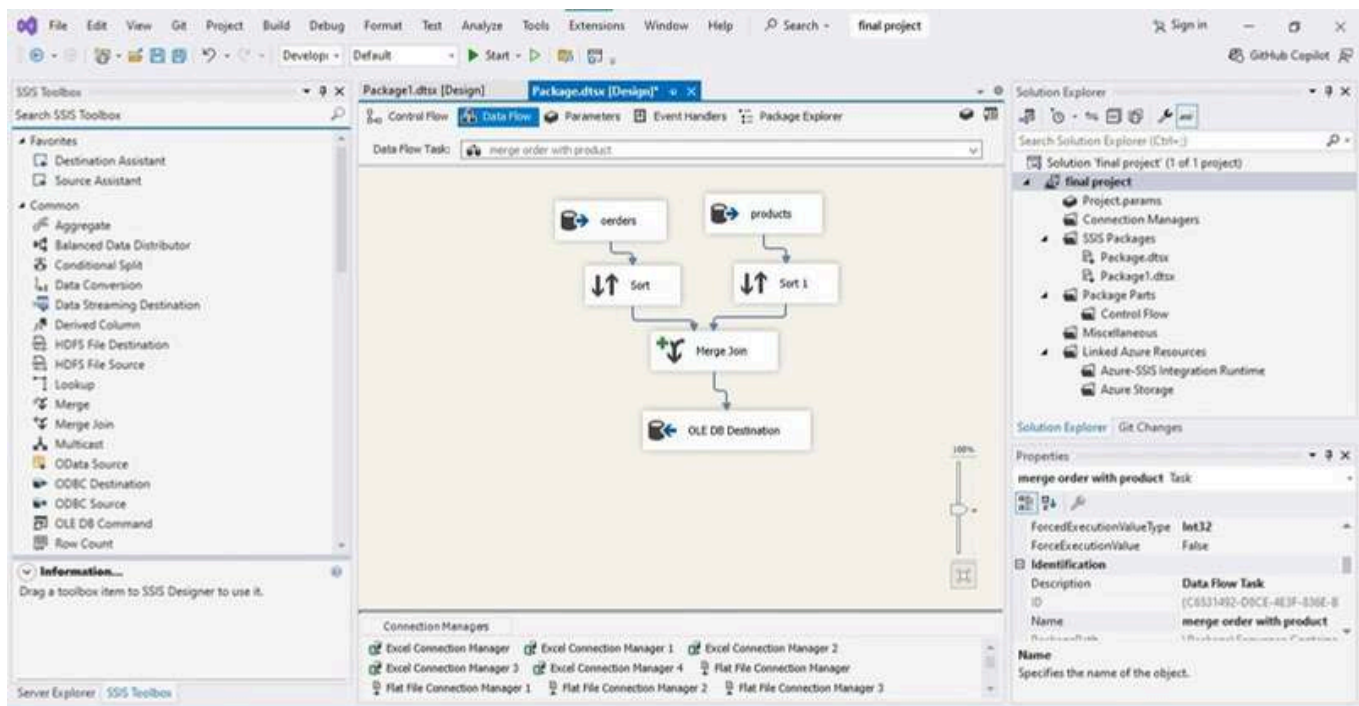 File Edit View Git Project Build Debug Format Test Analyze Tools Extensions Window Help Search final project Sign in
Develop Default Start GitHub Copilot
SSIS Toolbox
Search SSIS Toolbox
Favorites
Destination Assistant
Source Assistant
Common
Aggregate
Balanced Data Distributor
Conditional Split
Data Conversion
Data Streaming Destination
Derived Column
HDFS File Destination
HDFS File Source
Lookup
Merge
Merge Join
Multicast
OData Source
ODBC Destination
ODBC Source
OLE DB Command
Row Count
Information...
Drag a toolbox item to SSIS Designer to use it.
Server Explorer SSIS Toolbox
Package1.dtsx [Design] Package.dtsx [Design]*
Control Flow Data Flow Parameters Event Handlers Package Explorer
Data Flow Task: merge order with product
oerders products
Sort Sort 1
Merge Join
OLE DB Destination
100%
Connection Managers
Excel Connection Manager Excel Connection Manager 1 Excel Connection Manager 2
Excel Connection Manager 3 Excel Connection Manager 4 Flat File Connection Manager
Flat File Connection Manager 1 Flat File Connection Manager 2 Flat File Connection Manager 3
Solution Explorer
Search Solution Explorer (Ctrl+;)
Solution 'final project' (1 of 1 project)
final project
Project.params
Connection Managers
SSIS Packages
Package.dtsx
Package1.dtsx
Package Parts
Control Flow
Miscellaneous
Linked Azure Resources
Azure-SSIS Integration Runtime
Azure Storage
Solution Explorer Git Changes
Properties
merge order with product Task
ForcedExecutionValueType Int32
ForceExecutionValue False
Identification
Description Data Flow Task
ID
Name merge order with product
Name
Specifies the name of the object.